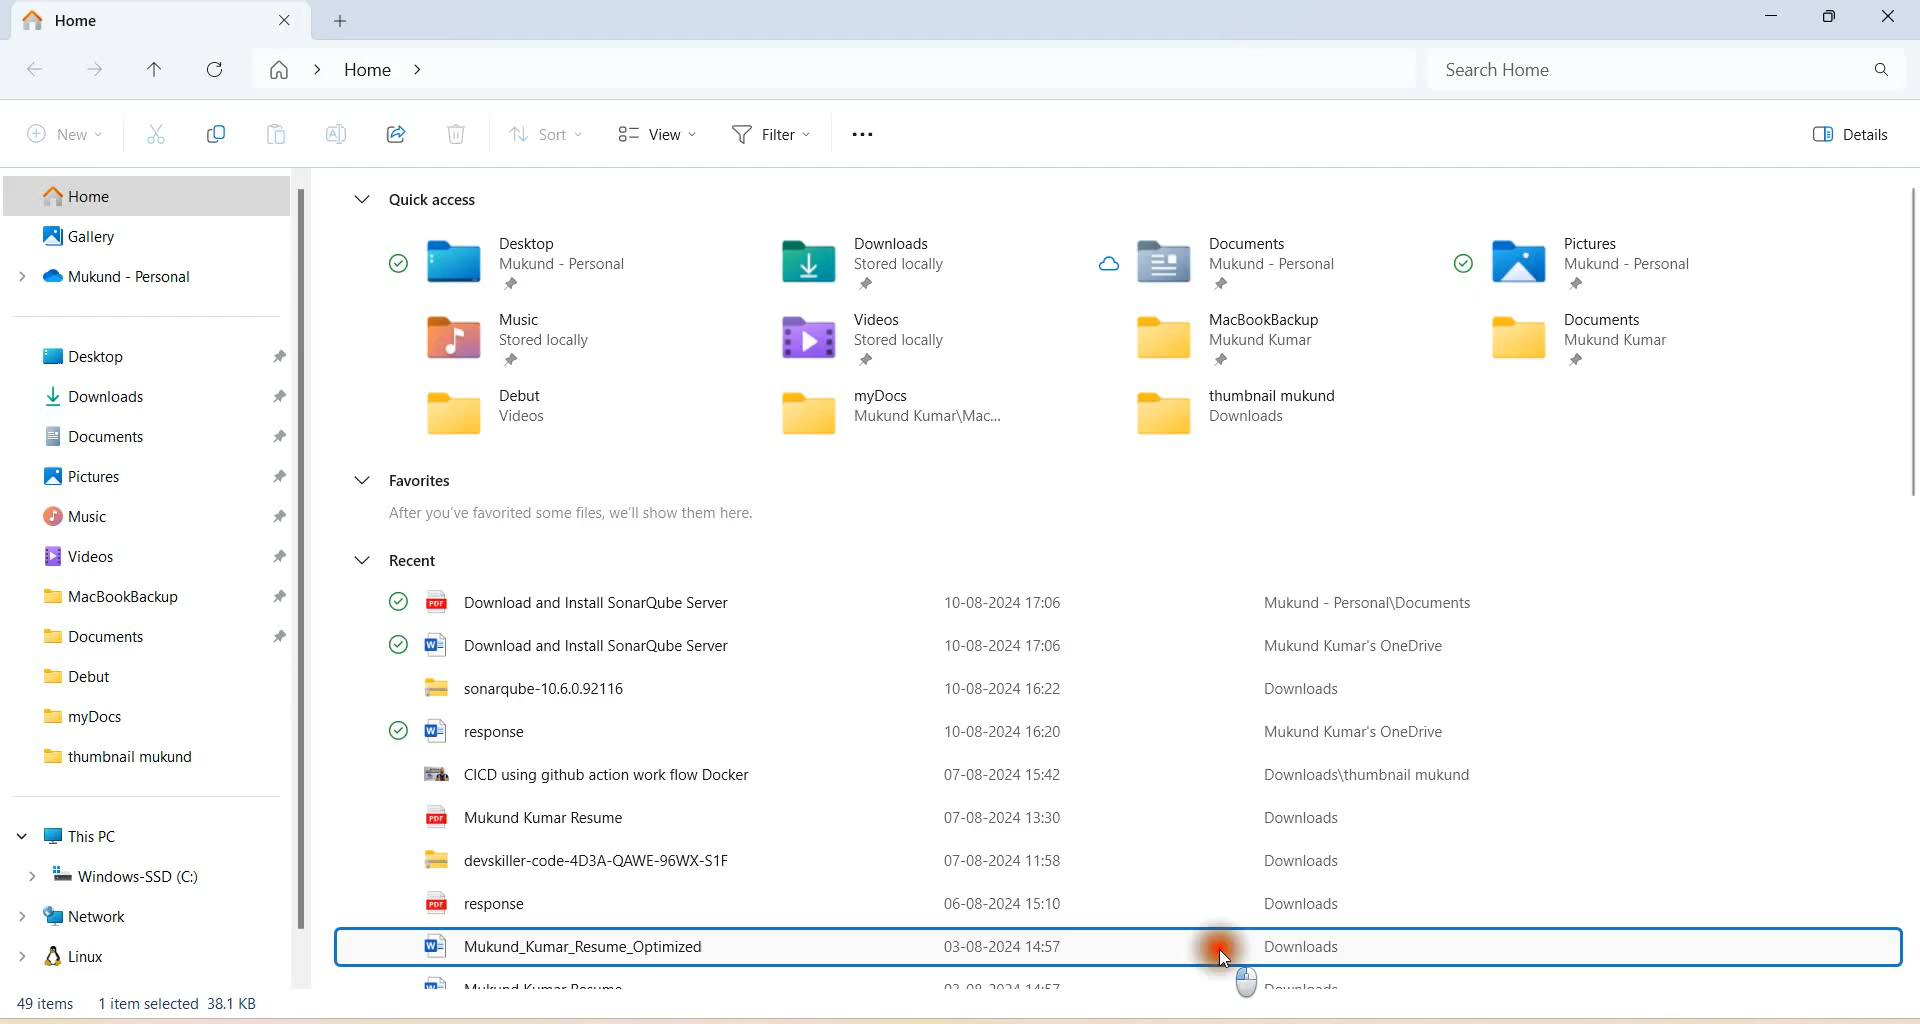 Home
Home
Search Home
New
Sort
View
Filter
Details
Home
Gallery
Mukund - Personal
Desktop
Downloads
Documents
Pictures
Music
Videos
MacBookBackup
Documents
Debut
myDocs
thumbnail mukund
This PC
Windows-SSD (C:)
Network
Linux
Quick access
Desktop
Mukund - Personal
Downloads
Stored locally
Documents
Mukund - Personal
Pictures
Mukund - Personal
Music
Stored locally
Videos
Stored locally
MacBookBackup
Mukund Kumar
Documents
Mukund Kumar
Debut
Videos
myDocs
Mukund Kumar\Mac...
thumbnail mukund
Downloads
Favorites
After you've favorited some files, we'll show them here.
Recent
PDF Download and Install SonarQube Server 10-08-2024 17:06 Mukund - Personal\Documents
W Download and Install SonarQube Server 10-08-2024 17:06 Mukund Kumar's OneDrive
sonarqube-10.6.0.92116 10-08-2024 16:22 Downloads
W response 10-08-2024 16:20 Mukund Kumar's OneDrive
CICD using github action work flow Docker 07-08-2024 15:42 Downloads\thumbnail mukund
PDF Mukund Kumar Resume 07-08-2024 13:30 Downloads
devskiller-code-4D3A-QAWE-96WX-S1F 07-08-2024 11:58 Downloads
PDF response 06-08-2024 15:10 Downloads
W Mukund_Kumar_Resume_Optimized 03-08-2024 14:57 Downloads
49 items 1 item selected 38.1 KB